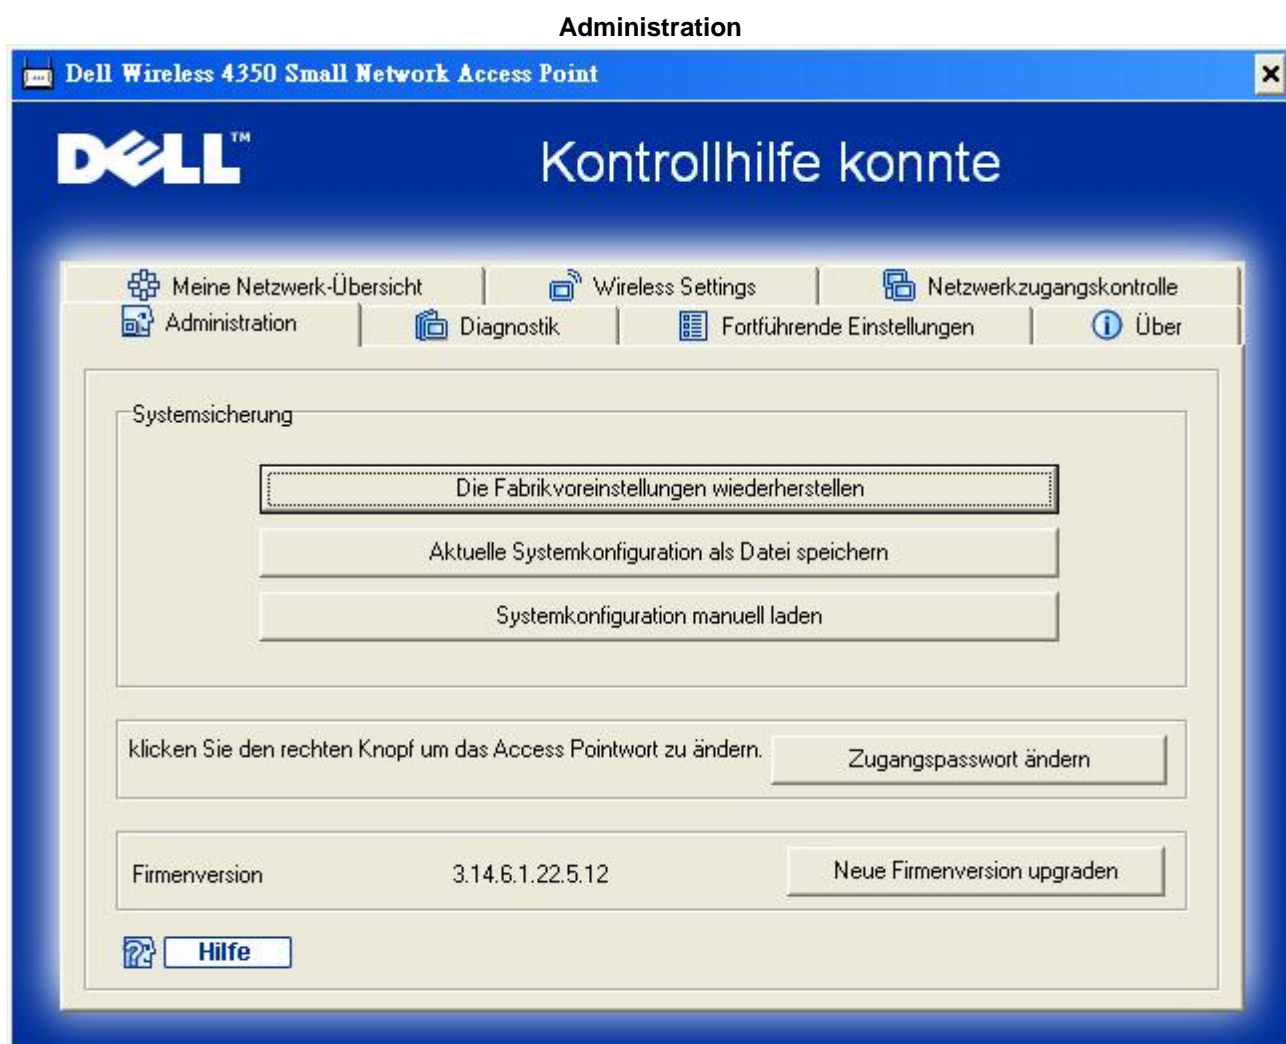 Administration
Dell Wireless 4350 Small Network Access Point
DELL™ Kontrollhilfe konnte
Meine Netzwerk-Übersicht Wireless Settings Netzwerkzugangskontrolle
Administration Diagnostik Fortführende Einstellungen Über
Systemsicherung
Die Fabrikvoreinstellungen wiederherstellen
Aktuelle Systemkonfiguration als Datei speichern
Systemkonfiguration manuell laden
klicken Sie den rechten Knopf um das Access Pointwort zu ändern. Zugangspasswort ändern
Firmenversion 3.14.6.1.22.5.12 Neue Firmenversion upgraden
Hilfe